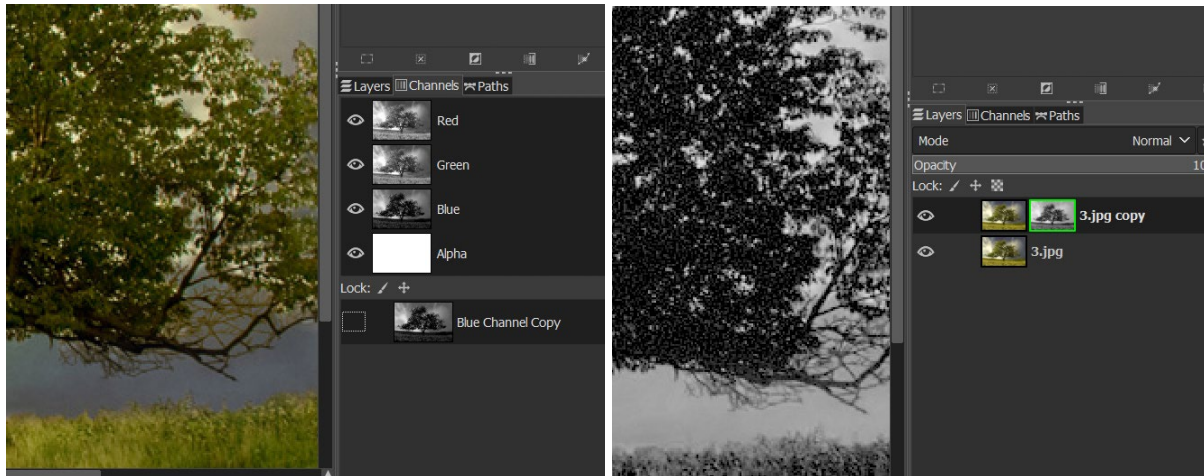 Layers Channels Paths
Red
Green
Blue
Alpha
Lock:
Blue Channel Copy
Layers Channels Paths
Mode Normal
Opacity 10
Lock:
3.jpg copy
3.jpg